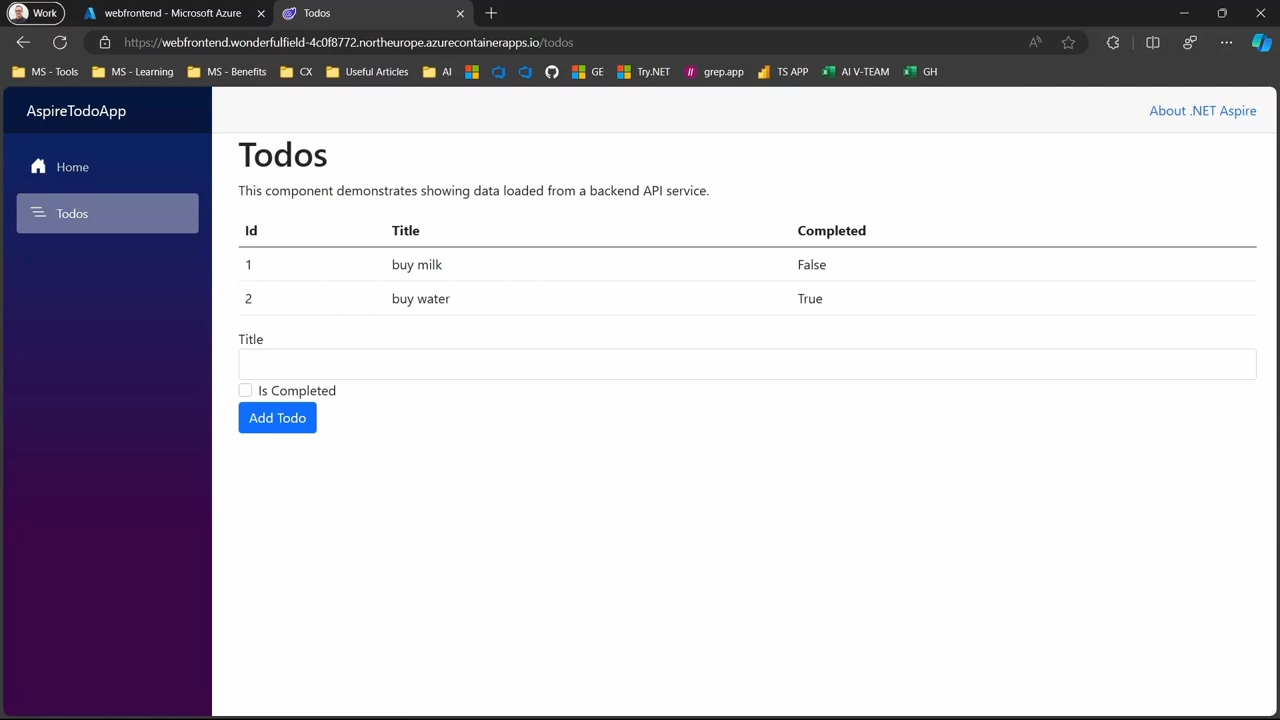 Work
webfrontend - Microsoft Azure
Todos
https://webfrontend.wonderfulfield-4c0f8772.northeurope.azurecontainerapps.io/todos
MS - Tools
MS - Learning
MS - Benefits
CX
Useful Articles
AI
GE
Try.NET
// grep.app
TS APP
AI V-TEAM
GH
AspireTodoApp
About .NET Aspire
Home
Todos
Todos
This component demonstrates showing data loaded from a backend API service.
Id Title Completed
1 buy milk False
2 buy water True
Title
Is Completed
Add Todo